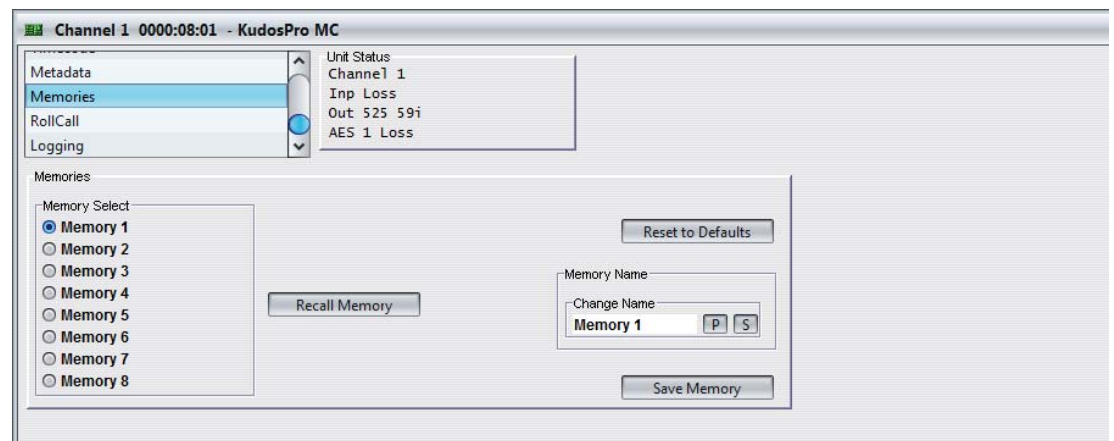 Channel 1 0000:08:01 - KudosPro MC
Metadata
Memories
RollCall
Logging
Unit Status
Channel 1
Inp Loss
Out 525 59i
AES 1 Loss
Memories
Memory Select
Memory 1
Memory 2
Memory 3
Memory 4
Memory 5
Memory 6
Memory 7
Memory 8
Recall Memory
Reset to Defaults
Memory Name
Change Name
Memory 1 P S
Save Memory